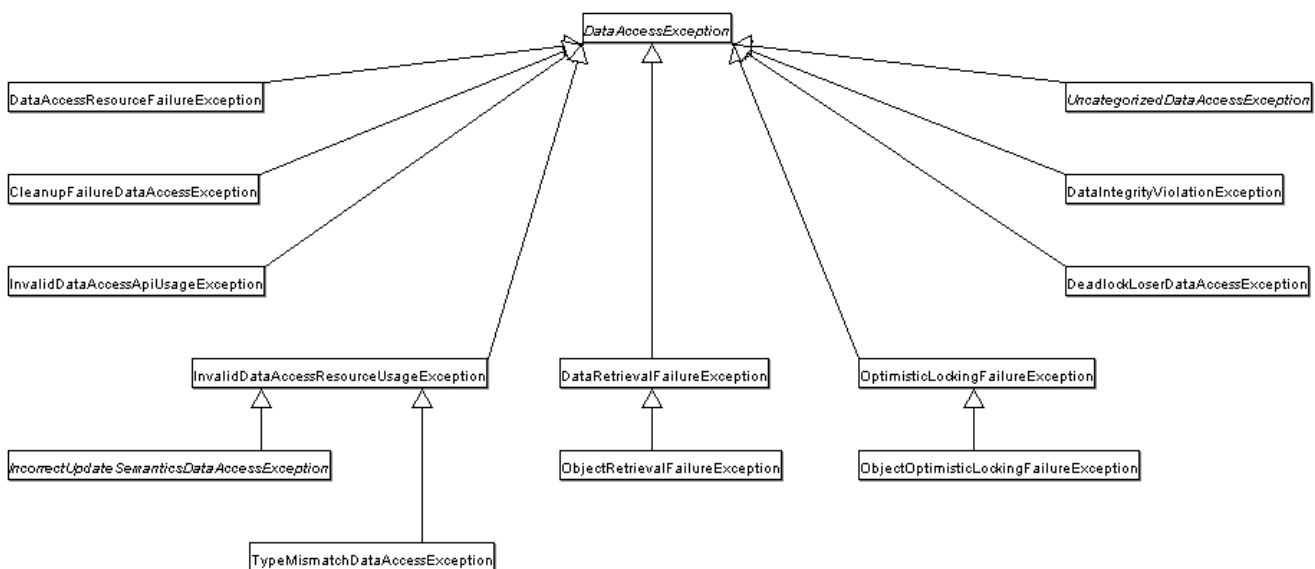 DataAccessException
DataAccessResourceFailureException
UncategorizedDataAccessException
CleanupFailureDataAccessException
DataIntegrityViolationException
InvalidDataAccessApiUsageException
DeadlockLoserDataAccessException
InvalidDataAccessResourceUsageException
DataRetrievalFailureException
OptimisticLockingFailureException
IncorrectUpdateSemanticsDataAccessException
ObjectRetrievalFailureException
ObjectOptimisticLockingFailureException
TypeMismatchDataAccessException